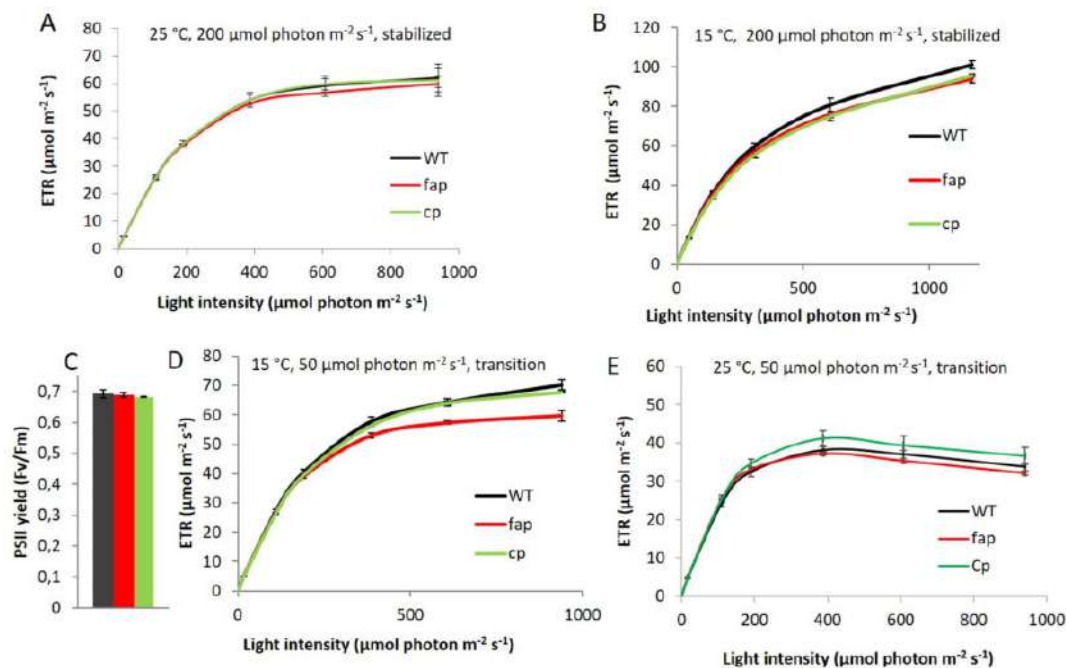 A
25 °C, 200 µmol photon m⁻² s⁻¹, stabilized
ETR (µmol m⁻² s⁻¹)
80
70
60
50
40
30
20
10
0
0 200 400 600 800 1000
Light intensity (µmol photon m⁻² s⁻¹)
WT
fap
cp
B
15 °C, 200 µmol photon m⁻² s⁻¹, stabilized
ETR (µmol m⁻² s⁻¹)
120
100
80
60
40
20
0
0 500 1000
Light intensity (µmol photon m⁻² s⁻¹)
WT
fap
cp
C
PSII yield (Fv/Fm)
0,7
0,6
0,5
0,4
0,3
0,2
0,1
0
D
15 °C, 50 µmol photon m⁻² s⁻¹, transition
ETR (µmol m⁻² s⁻¹)
80
70
60
50
40
30
20
10
0
0 500 1000
Light intensity (µmol photon m⁻² s⁻¹)
WT
fap
cp
E
25 °C, 50 µmol photon m⁻² s⁻¹, transition
ETR (µmol m⁻² s⁻¹)
60
50
40
30
20
10
0
0 200 400 600 800 1000
Light intensity (µmol photon m⁻² s⁻¹)
WT
fap
Cp